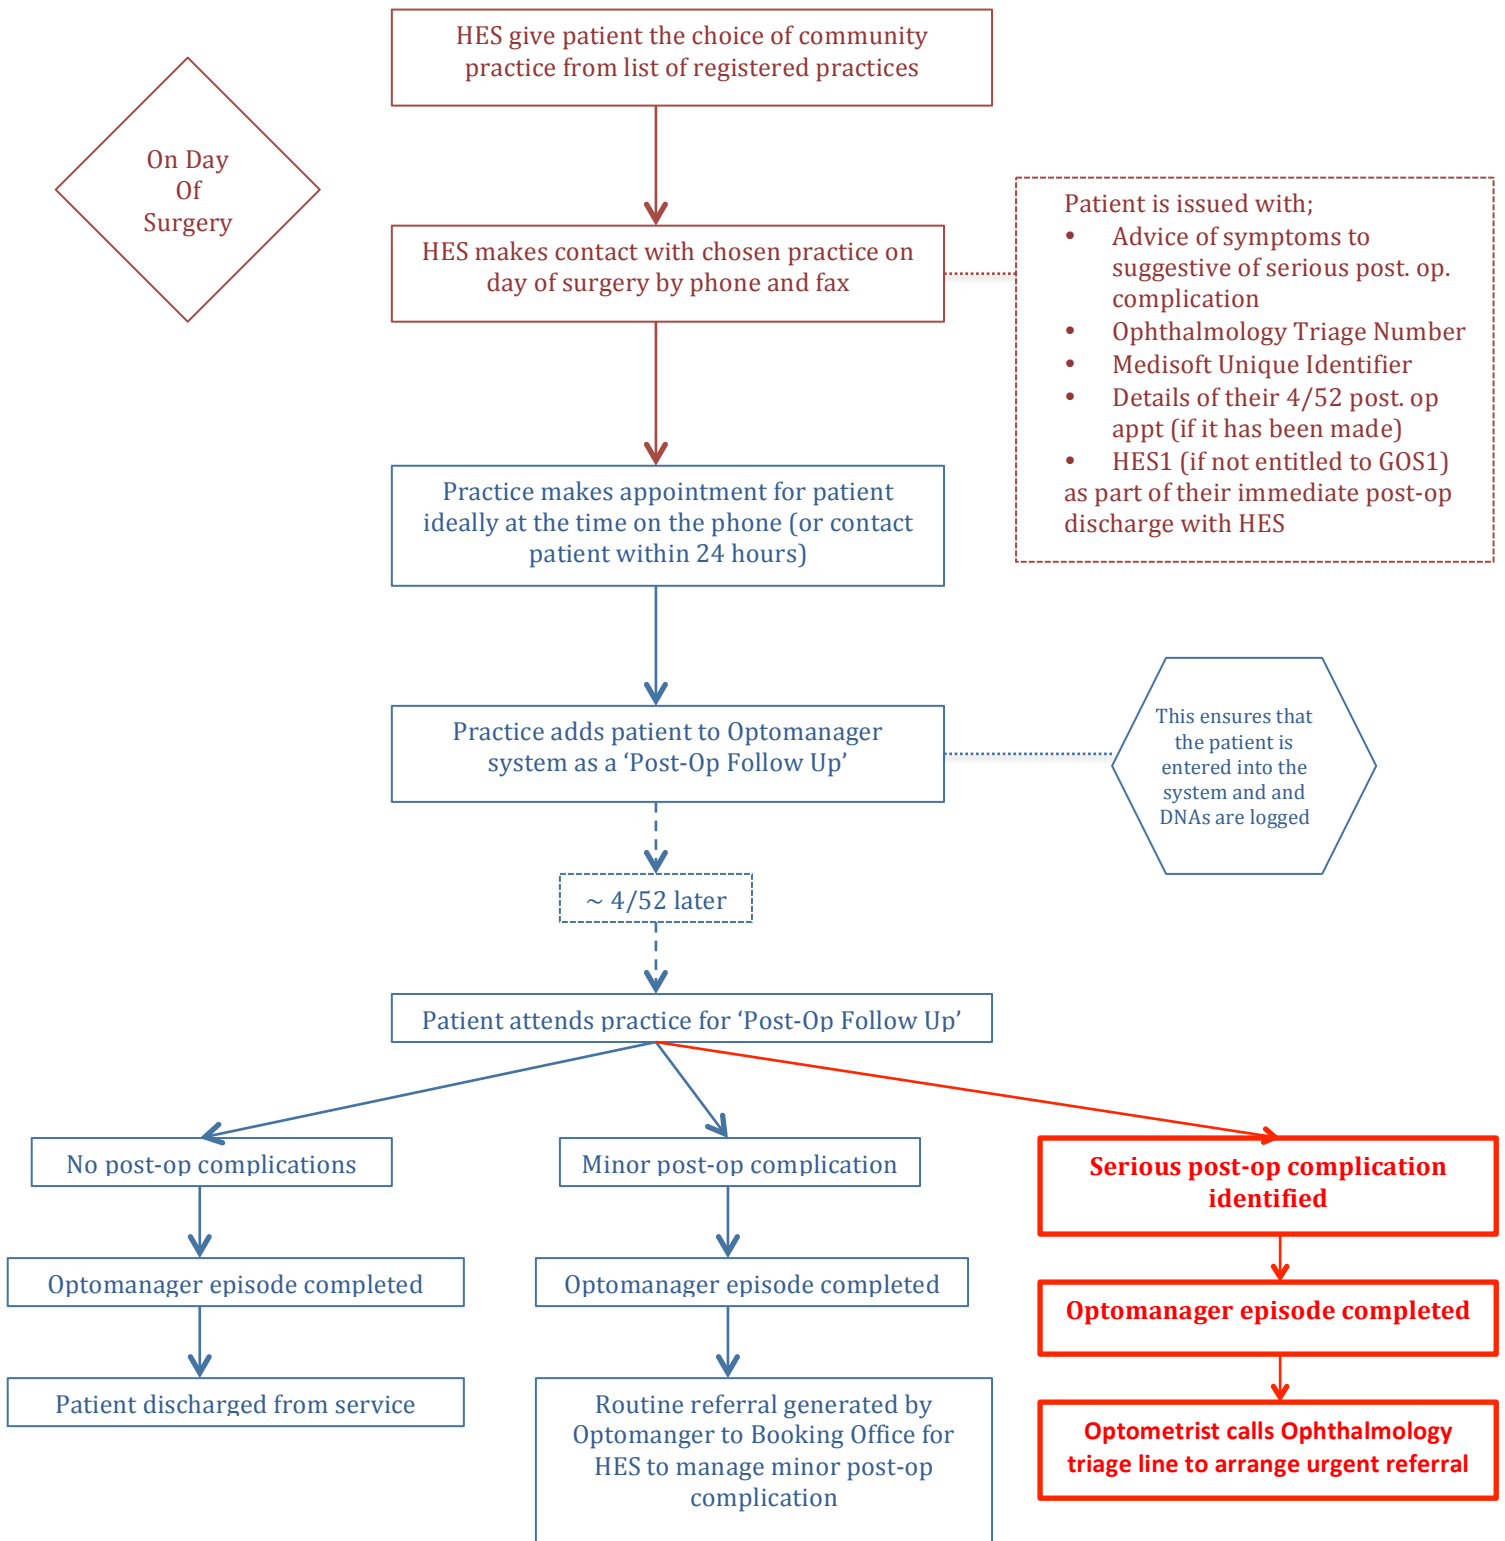 HES give patient the choice of community
practice from list of registered practices
On Day
Of
Surgery
HES makes contact with chosen practice on
day of surgery by phone and fax
Patient is issued with;
• Advice of symptoms to
suggestive of serious post. op.
complication
• Ophthalmology Triage Number
• Medisoft Unique Identifier
• Details of their 4/52 post. op
appt (if it has been made)
• HES1 (if not entitled to GOS1)
as part of their immediate post-op
discharge with HES
Practice makes appointment for patient
ideally at the time on the phone (or contact
patient within 24 hours)
Practice adds patient to Optomanager
system as a ‘Post-Op Follow Up’
This ensures that
the patient is
entered into the
system and and
DNAs are logged
~ 4/52 later
Patient attends practice for ‘Post-Op Follow Up’
No post-op complications
Minor post-op complication
Serious post-op complication
identified
Optomanager episode completed
Optomanager episode completed
Optomanager episode completed
Patient discharged from service
Routine referral generated by
Optomanger to Booking Office for
HES to manage minor post-op
complication
Optometrist calls Ophthalmology
triage line to arrange urgent referral